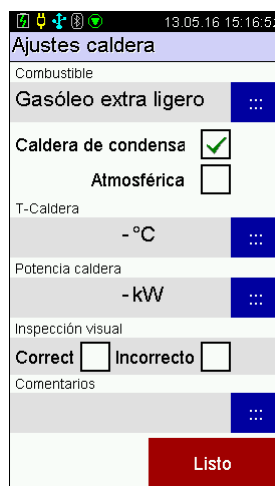 13.05.16 15:16:52
Ajustes caldera
Combustible
Gasóleo extra ligero
Caldera de condensa
Atmosférica
T-Caldera
-°C
Potencia caldera
-kW
Inspección visual
Correct Incorrecto
Comentarios
Listo